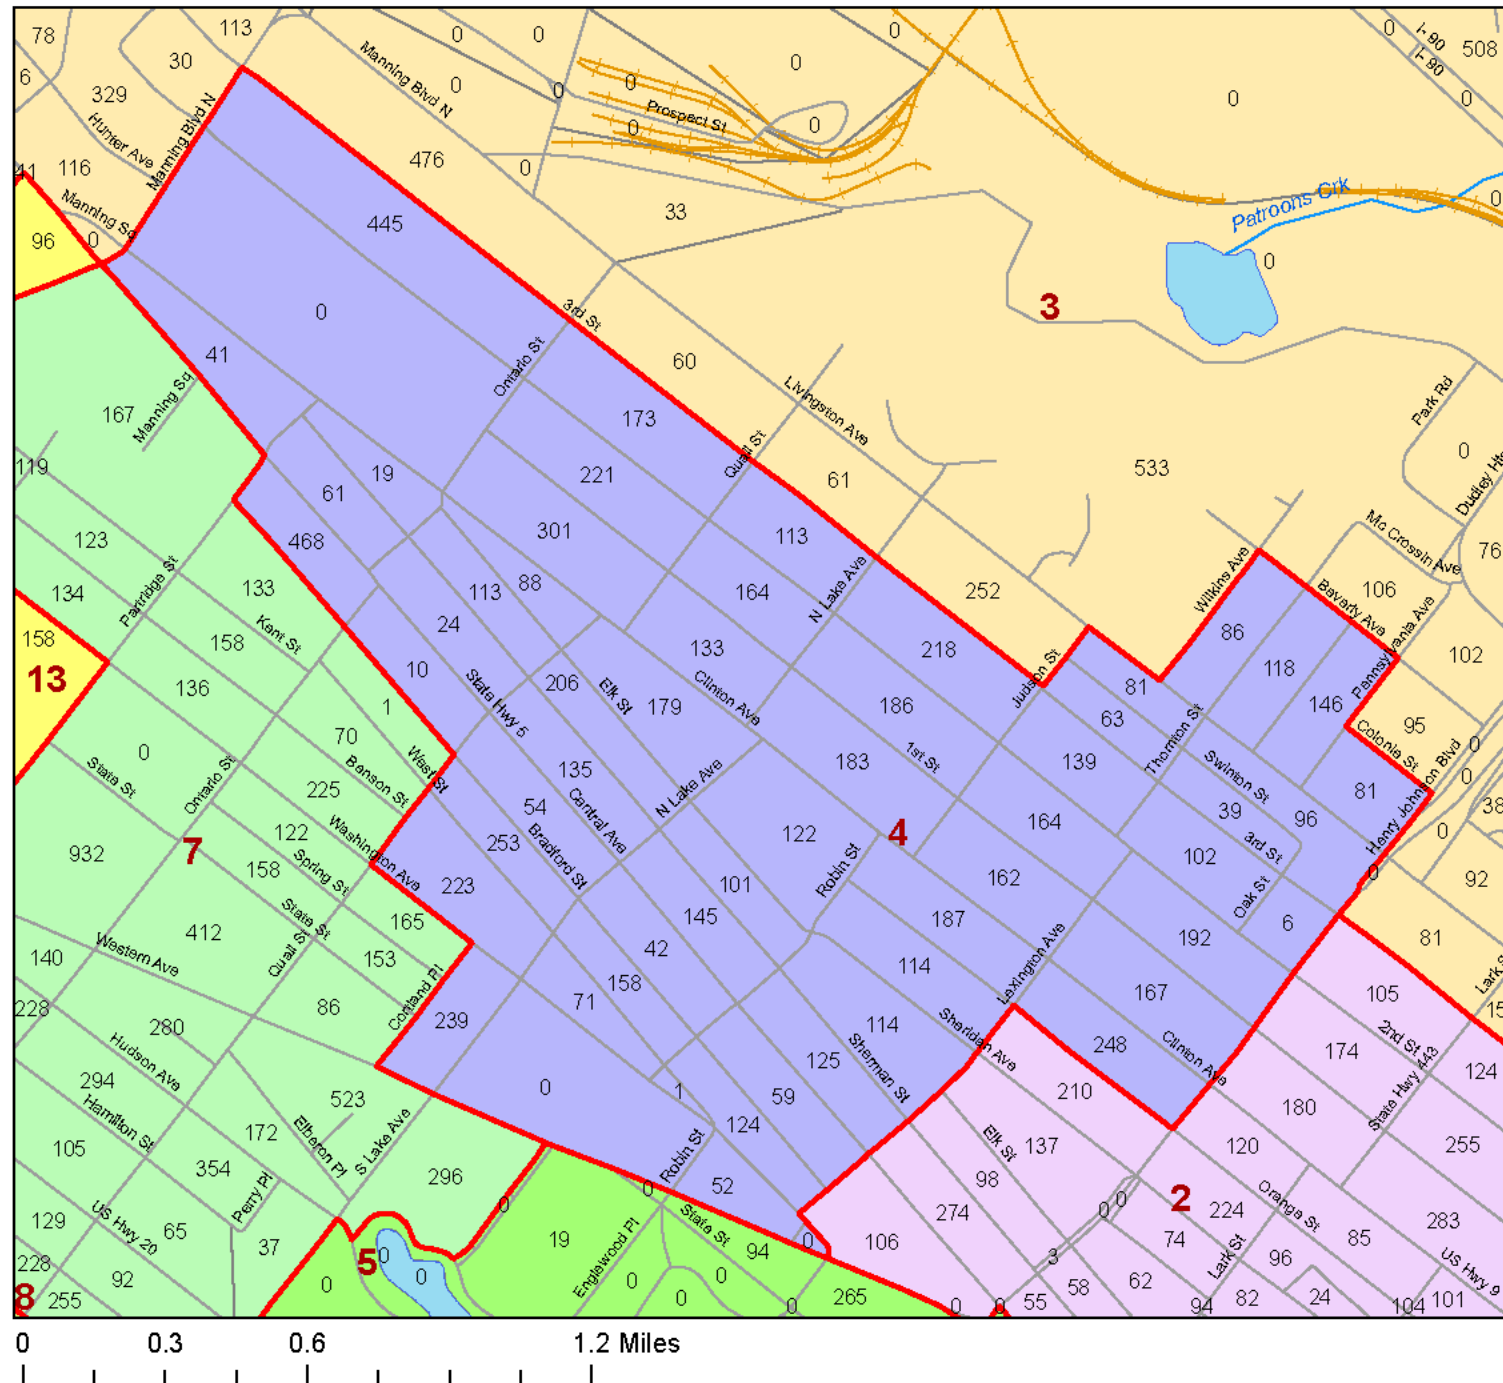 78
113
0
0
0
0
I- 90
508
30
Manning Blvd N
0
I- 90
6
0
0
0
0
0
329
Prospect St
0
0
Hunter Ave
Manning Blvd N
476
0
116
41
Patroons Crk
0
Manning Sq
33
96
0
445
0
3
0
3rd St
41
Ontario St
60
Livingston Ave
Park Rd
167
Manning Sq
173
Quail St
0
119
19
221
61
533
61
Dudley Hts
123
468
301
113
Mc Crossin Ave
76
134
Partridge St
133
113
88
164
N Lake Ave
252
Wilkins Ave
Beverly Ave
106
158
Kent St
158
24
133
218
86
Pennsylvania Ave
102
13
136
10
206
Elk St
179
Clinton Ave
Judson St
81
118
1
State Hwy 5
186
63
146
95
0
70
West St
135
183
1st St
139
Thornton St
Colonie St
0
State St
Benson St
N Lake Ave
Swinton St
0
Ontario St
225
54
Central Ave
81
Henry Johnson Blvd
38
122
Washington Ave
253
Bradford St
122
4
164
39
96
0
932
7
Spring St
3rd St
158
223
101
Robin St
162
102
0
92
State St
165
145
187
Oak St
6
412
Quail St
42
192
81
140
Western Ave
153
114
Lexington Ave
Lark S
228
86
Cortland Pl
158
71
167
105
15
280
239
114
Sheridan Ave
248
Clinton Ave
2nd St
Hudson Ave
125
Sherman St
174
State Hwy 443
124
294
523
0
1
59
210
180
Hamilton St
172
Elberon Pl
S Lake Ave
124
Elk St
137
120
255
105
354
Perry Pl
296
Robin St
98
129
US Hwy 20
65
0
0
52
274
0
0
2
224
Orange St
283
228
37
5
0
19
Englewood Pl
State St
94
0
106
74
85
8
92
0
0
0
0
3
Lark St
96
US Hwy 9
255
0
0
265
0
0
55
58
62
94
82
24
104
101
0
0.3
0.6
1.2 Miles